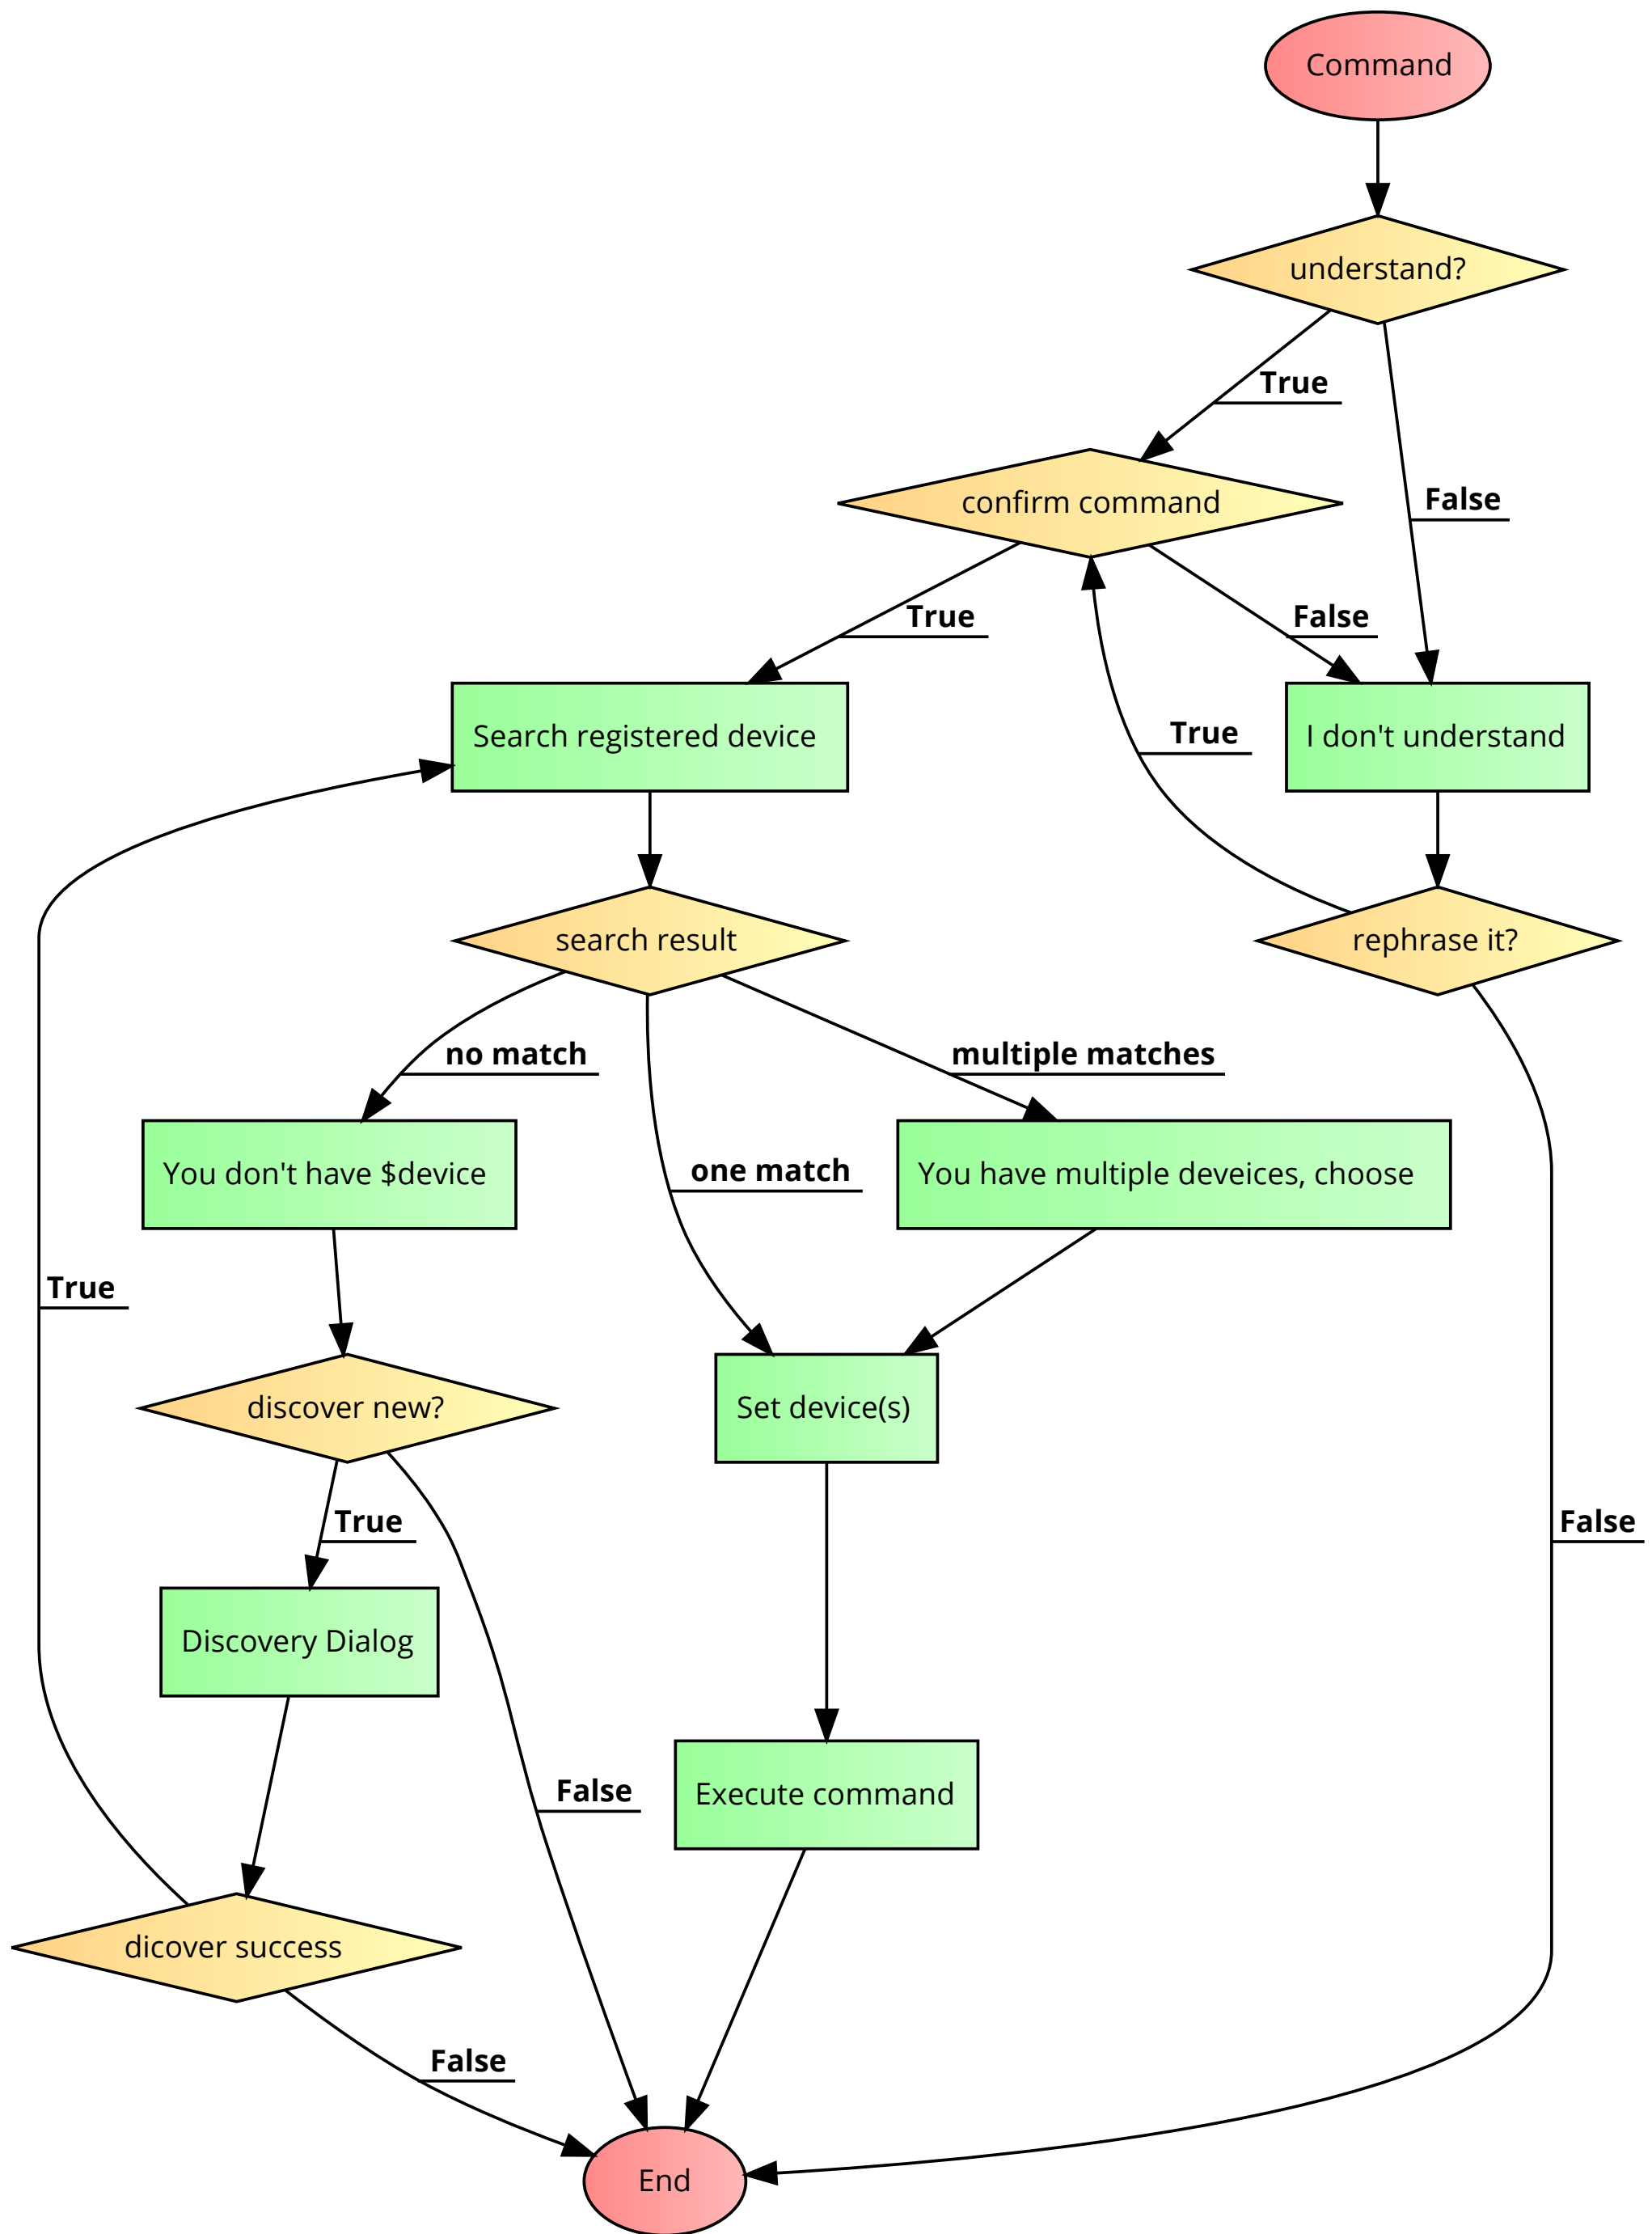 Command
understand?
True
False
confirm command
True
False
Search registered device
I don't understand
True
search result
rephrase it?
no match
multiple matches
one match
You don't have $device
You have multiple deveices, choose
True
discover new?
Set device(s)
True
False
Discovery Dialog
False
Execute command
dicover success
False
End